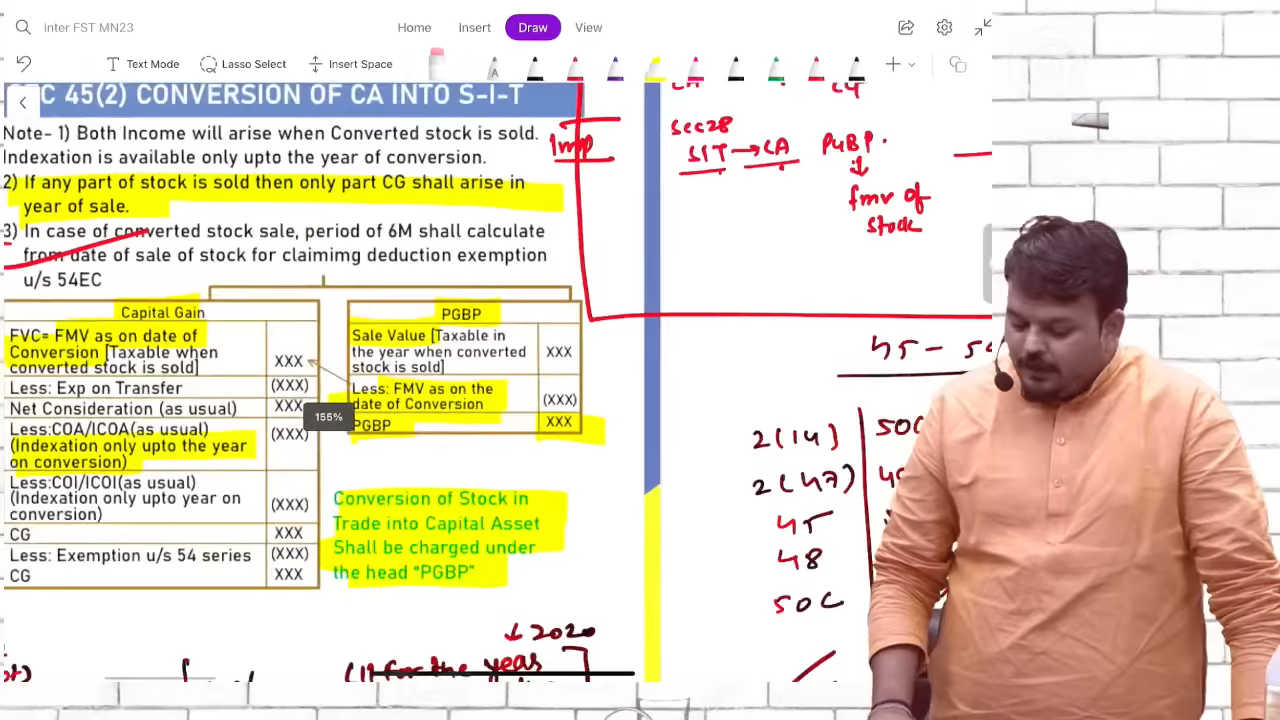 inter FST MN23
Home
Insert
Draw
View
Text Mode
Lasso Select
Insert Space
A
C 45(2) CONVERSION OF CA INTO S-I-T
Note- 1) Both Income will arise when Converted stock is sold.
Indexation is available only upto the year of conversion.
2) If any part of stock is sold then only part CG shall arise in
year of sale.
3) In case of converted stock sale, period of 6M shall calculate
from date of sale of stock for claimimg deduction exemption
u/s 54EC
Capital Gain
FVC= FMV as on date of
Conversion [Taxable when
converted stock is sold]
XXX
Less: Exp on Transfer
(XXX)
Net Consideration (as usual)
XXX
Less:COA/ICOA(as usual)
(Indexation only upto the year
on conversion)
(XXX)
Less:COI/ICOI(as usual)
(Indexation only upto year on
conversion)
(XXX)
CG
XXX
Less: Exemption u/s 54 series
(XXX)
CG
XXX
PGBP
Sale Value [Taxable in
the year when converted
stock is sold]
XXX
Less: FMV as on the
date of Conversion
(XXX)
PGBP
XXX
155%
Conversion of Stock in
Trade into Capital Asset
Shall be charged under
the head "PGBP"
↓ 2020
for the year
Imp
CA
Sec 28
SIT → CA PGBP.
↓
fmv of
stock
45 - 5
2(14)
50C
2(47)
45
48
50C